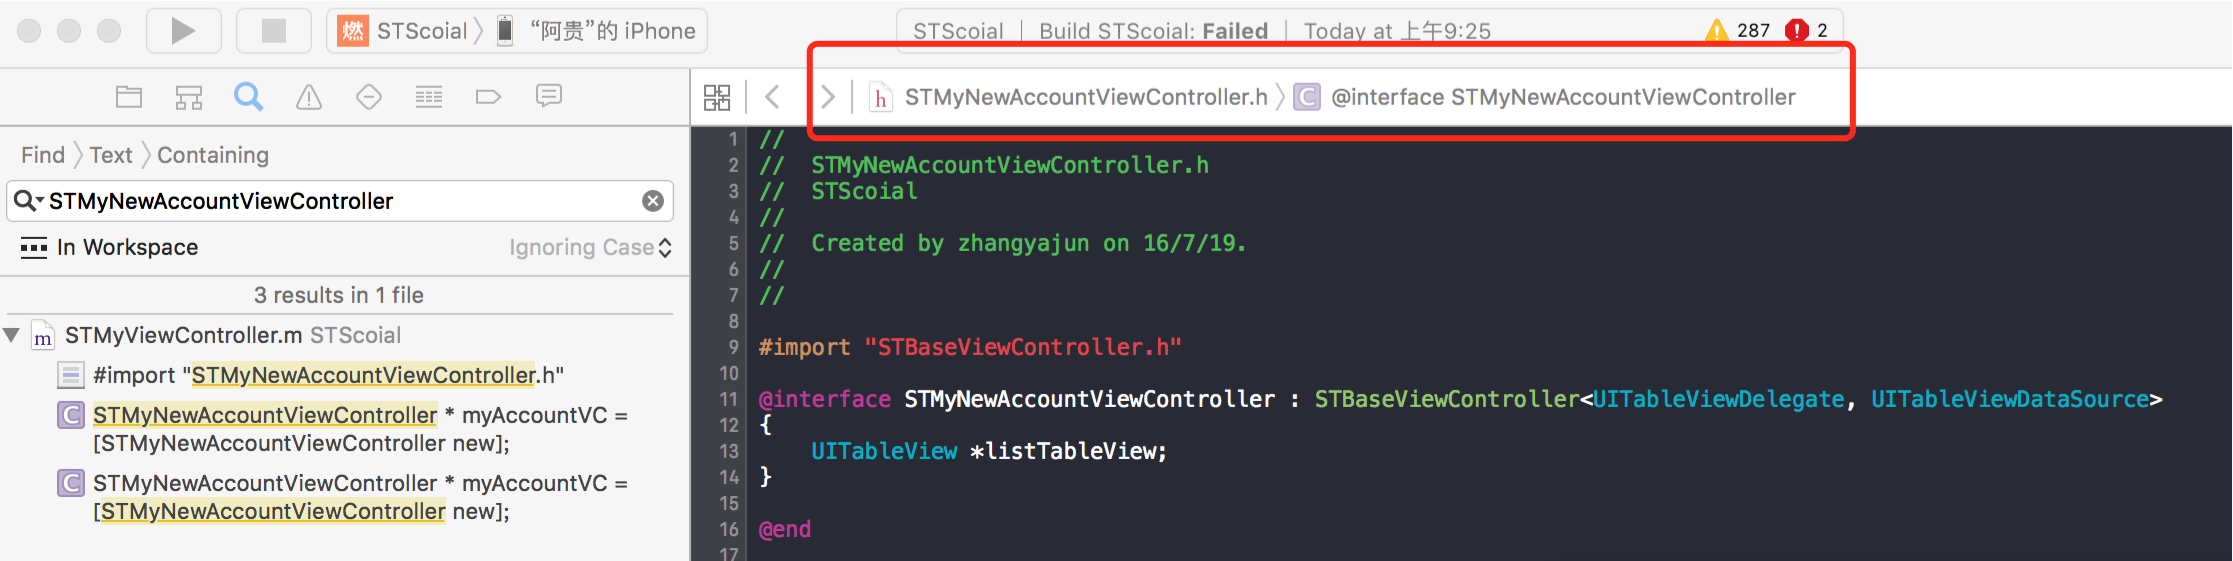 燃 STScoial “阿贵”的 iPhone
STScoial Build STScoial: Failed Today at 上午9:25 287 2
h STMyNewAccountViewController.h C @interface STMyNewAccountViewController
Find Text Containing
STMyNewAccountViewController
In Workspace Ignoring Case
3 results in 1 file
m STMyViewController.m STScoial
#import "STMyNewAccountViewController.h"
C STMyNewAccountViewController * myAccountVC =
[STMyNewAccountViewController new];
C STMyNewAccountViewController * myAccountVC =
[STMyNewAccountViewController new];
1 //
2 // STMyNewAccountViewController.h
3 // STScoial
4 //
5 // Created by zhangyajun on 16/7/19.
6 //
7 //
8
9 #import "STBaseViewController.h"
10
11 @interface STMyNewAccountViewController : STBaseViewController<UITableViewDelegate, UITableViewDataSource>
12 {
13 UITableView *listTableView;
14 }
15
16 @end
17